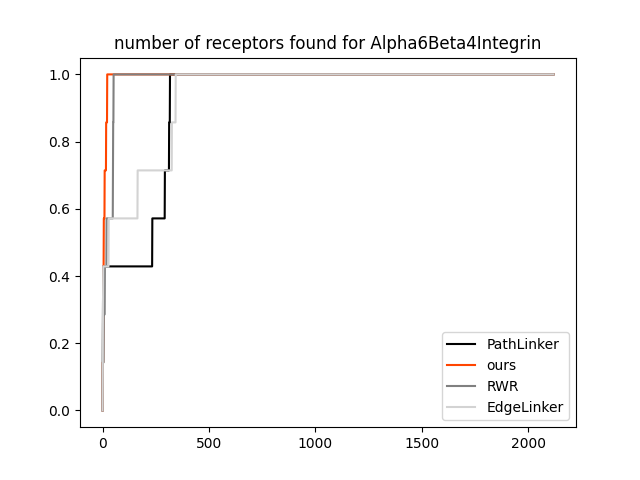 number of receptors found for Alpha6Beta4Integrin
1.0
0.8
0.6
0.4
0.2
0.0
0 500 1000 1500 2000
PathLinker
ours
RWR
EdgeLinker